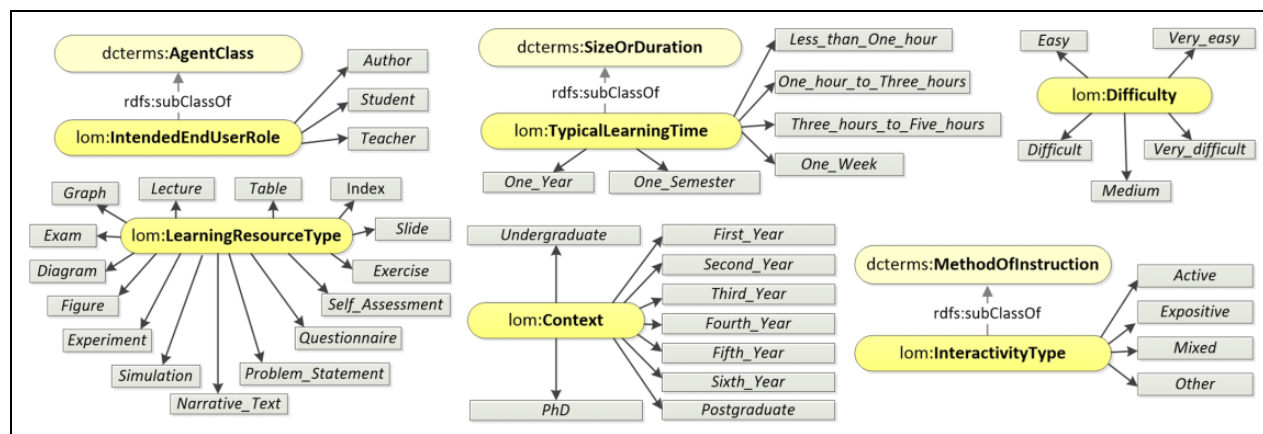 dcterms:AgentClass
rdfs:subClassOf
lom:IntendedEndUserRole
Author
Student
Teacher
dcterms:SizeOrDuration
rdfs:subClassOf
lom:TypicalLearningTime
Less_than_One_hour
One_hour_to_Three_hours
Three_hours_to_Five_hours
One_Week
One_Year
One_Semester
Easy
Very_easy
lom:Difficulty
Difficult
Very_difficult
Medium
Graph
Lecture
Table
Index
Exam
lom:LearningResourceType
Slide
Diagram
Exercise
Figure
Self_Assessment
Experiment
Questionnaire
Simulation
Problem_Statement
Narrative_Text
Undergraduate
lom:Context
PhD
First_Year
Second_Year
Third_Year
Fourth_Year
Fifth_Year
Sixth_Year
Postgraduate
dcterms:MethodOfInstruction
rdfs:subClassOf
lom:InteractivityType
Active
Expositive
Mixed
Other